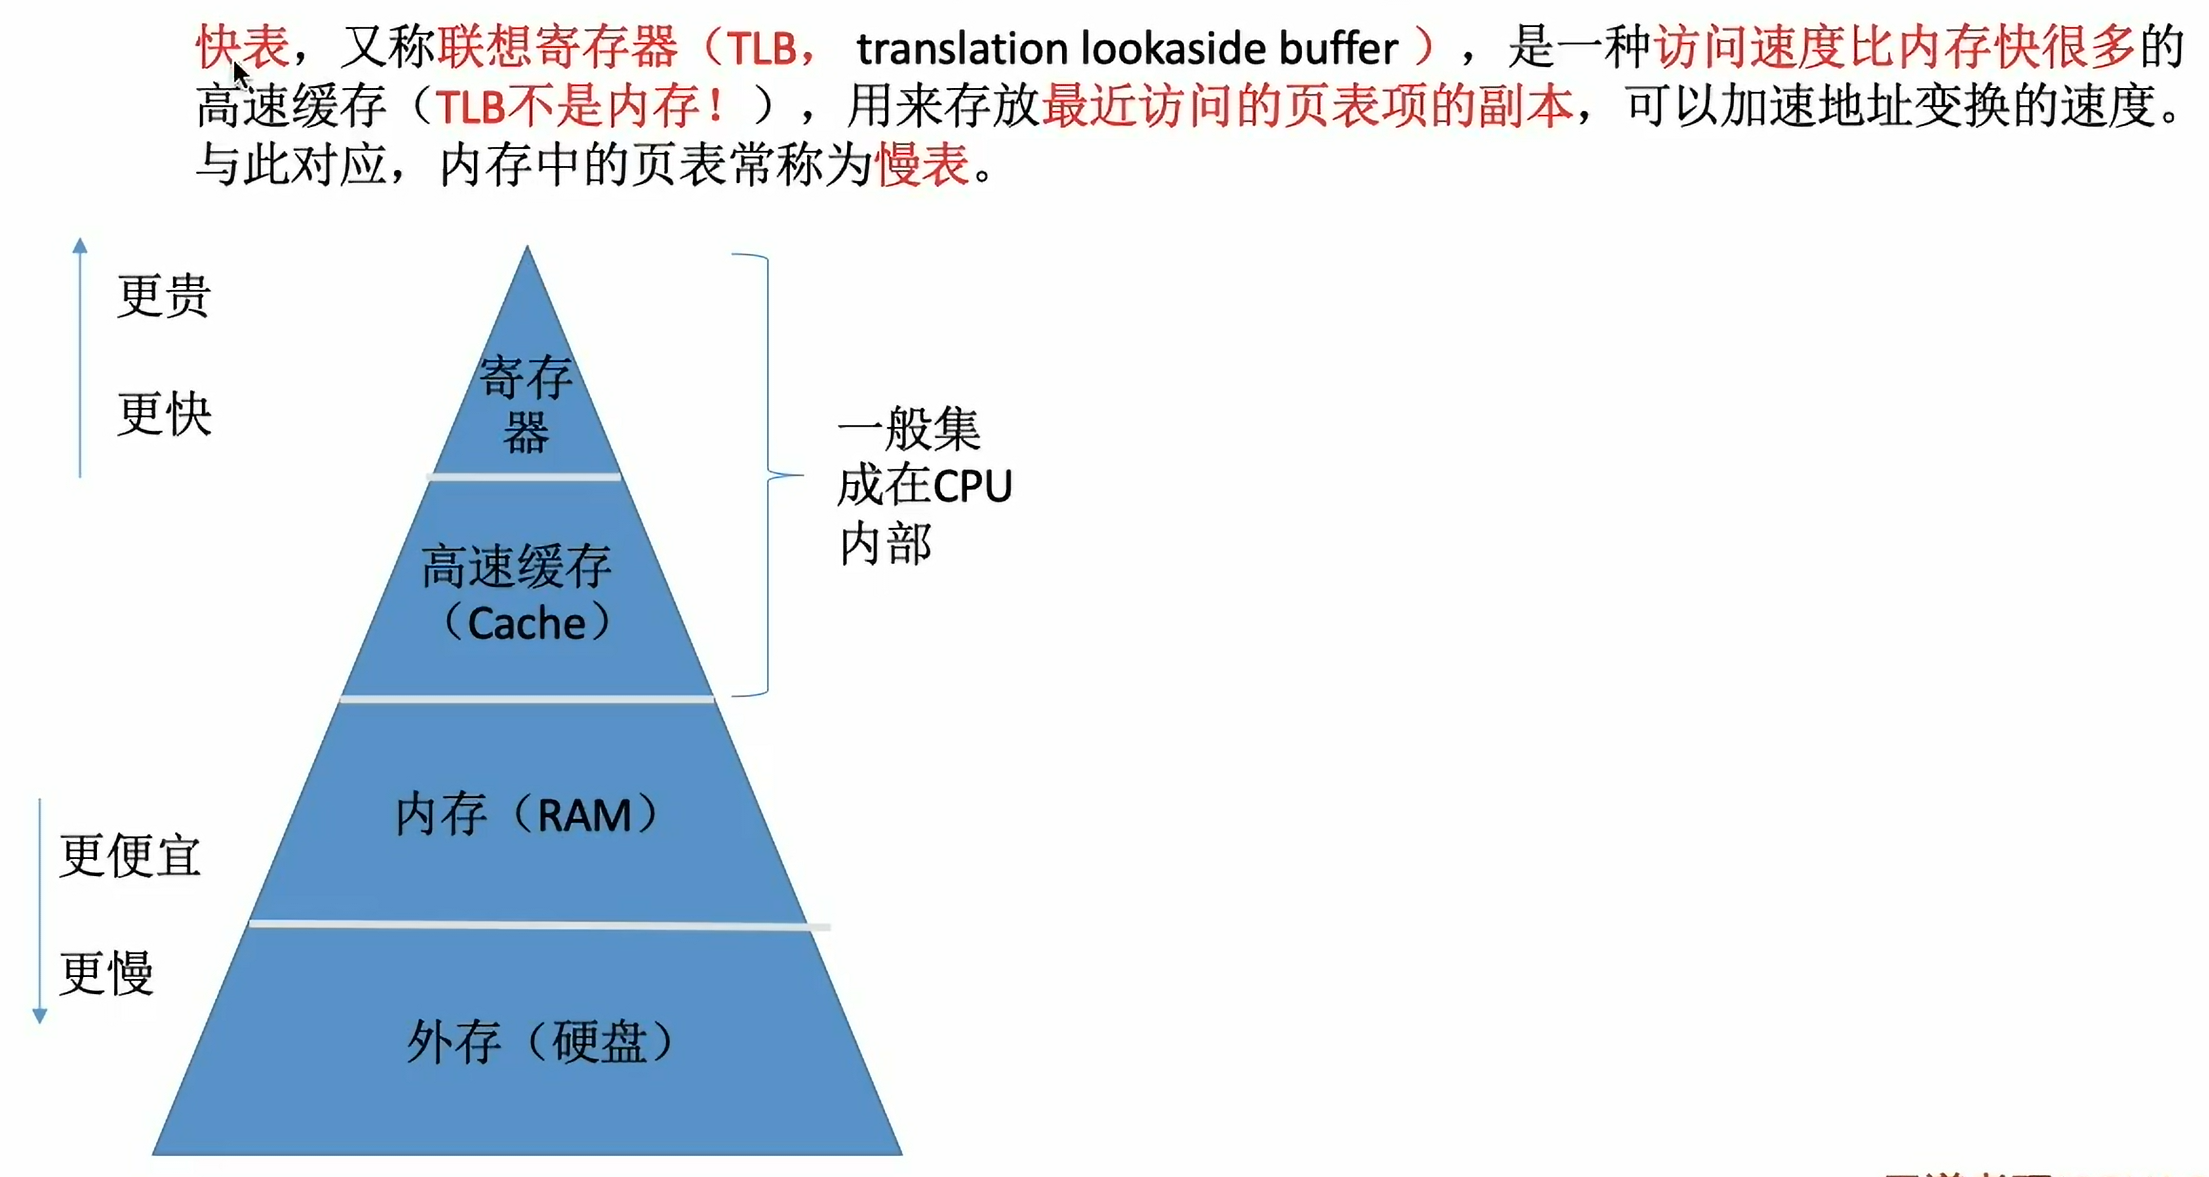 快表，又称联想寄存器（TLB， translation lookaside buffer ），是一种访问速度比内存快很多的
高速缓存（TLB不是内存！），用来存放最近访问的页表项的副本，可以加速地址变换的速度。
与此对应，内存中的页表常称为慢表。
更贵
更快
寄存
器
高速缓存
（Cache）
一般集
成在CPU
内部
内存（RAM）
更便宜
更慢
外存（硬盘）